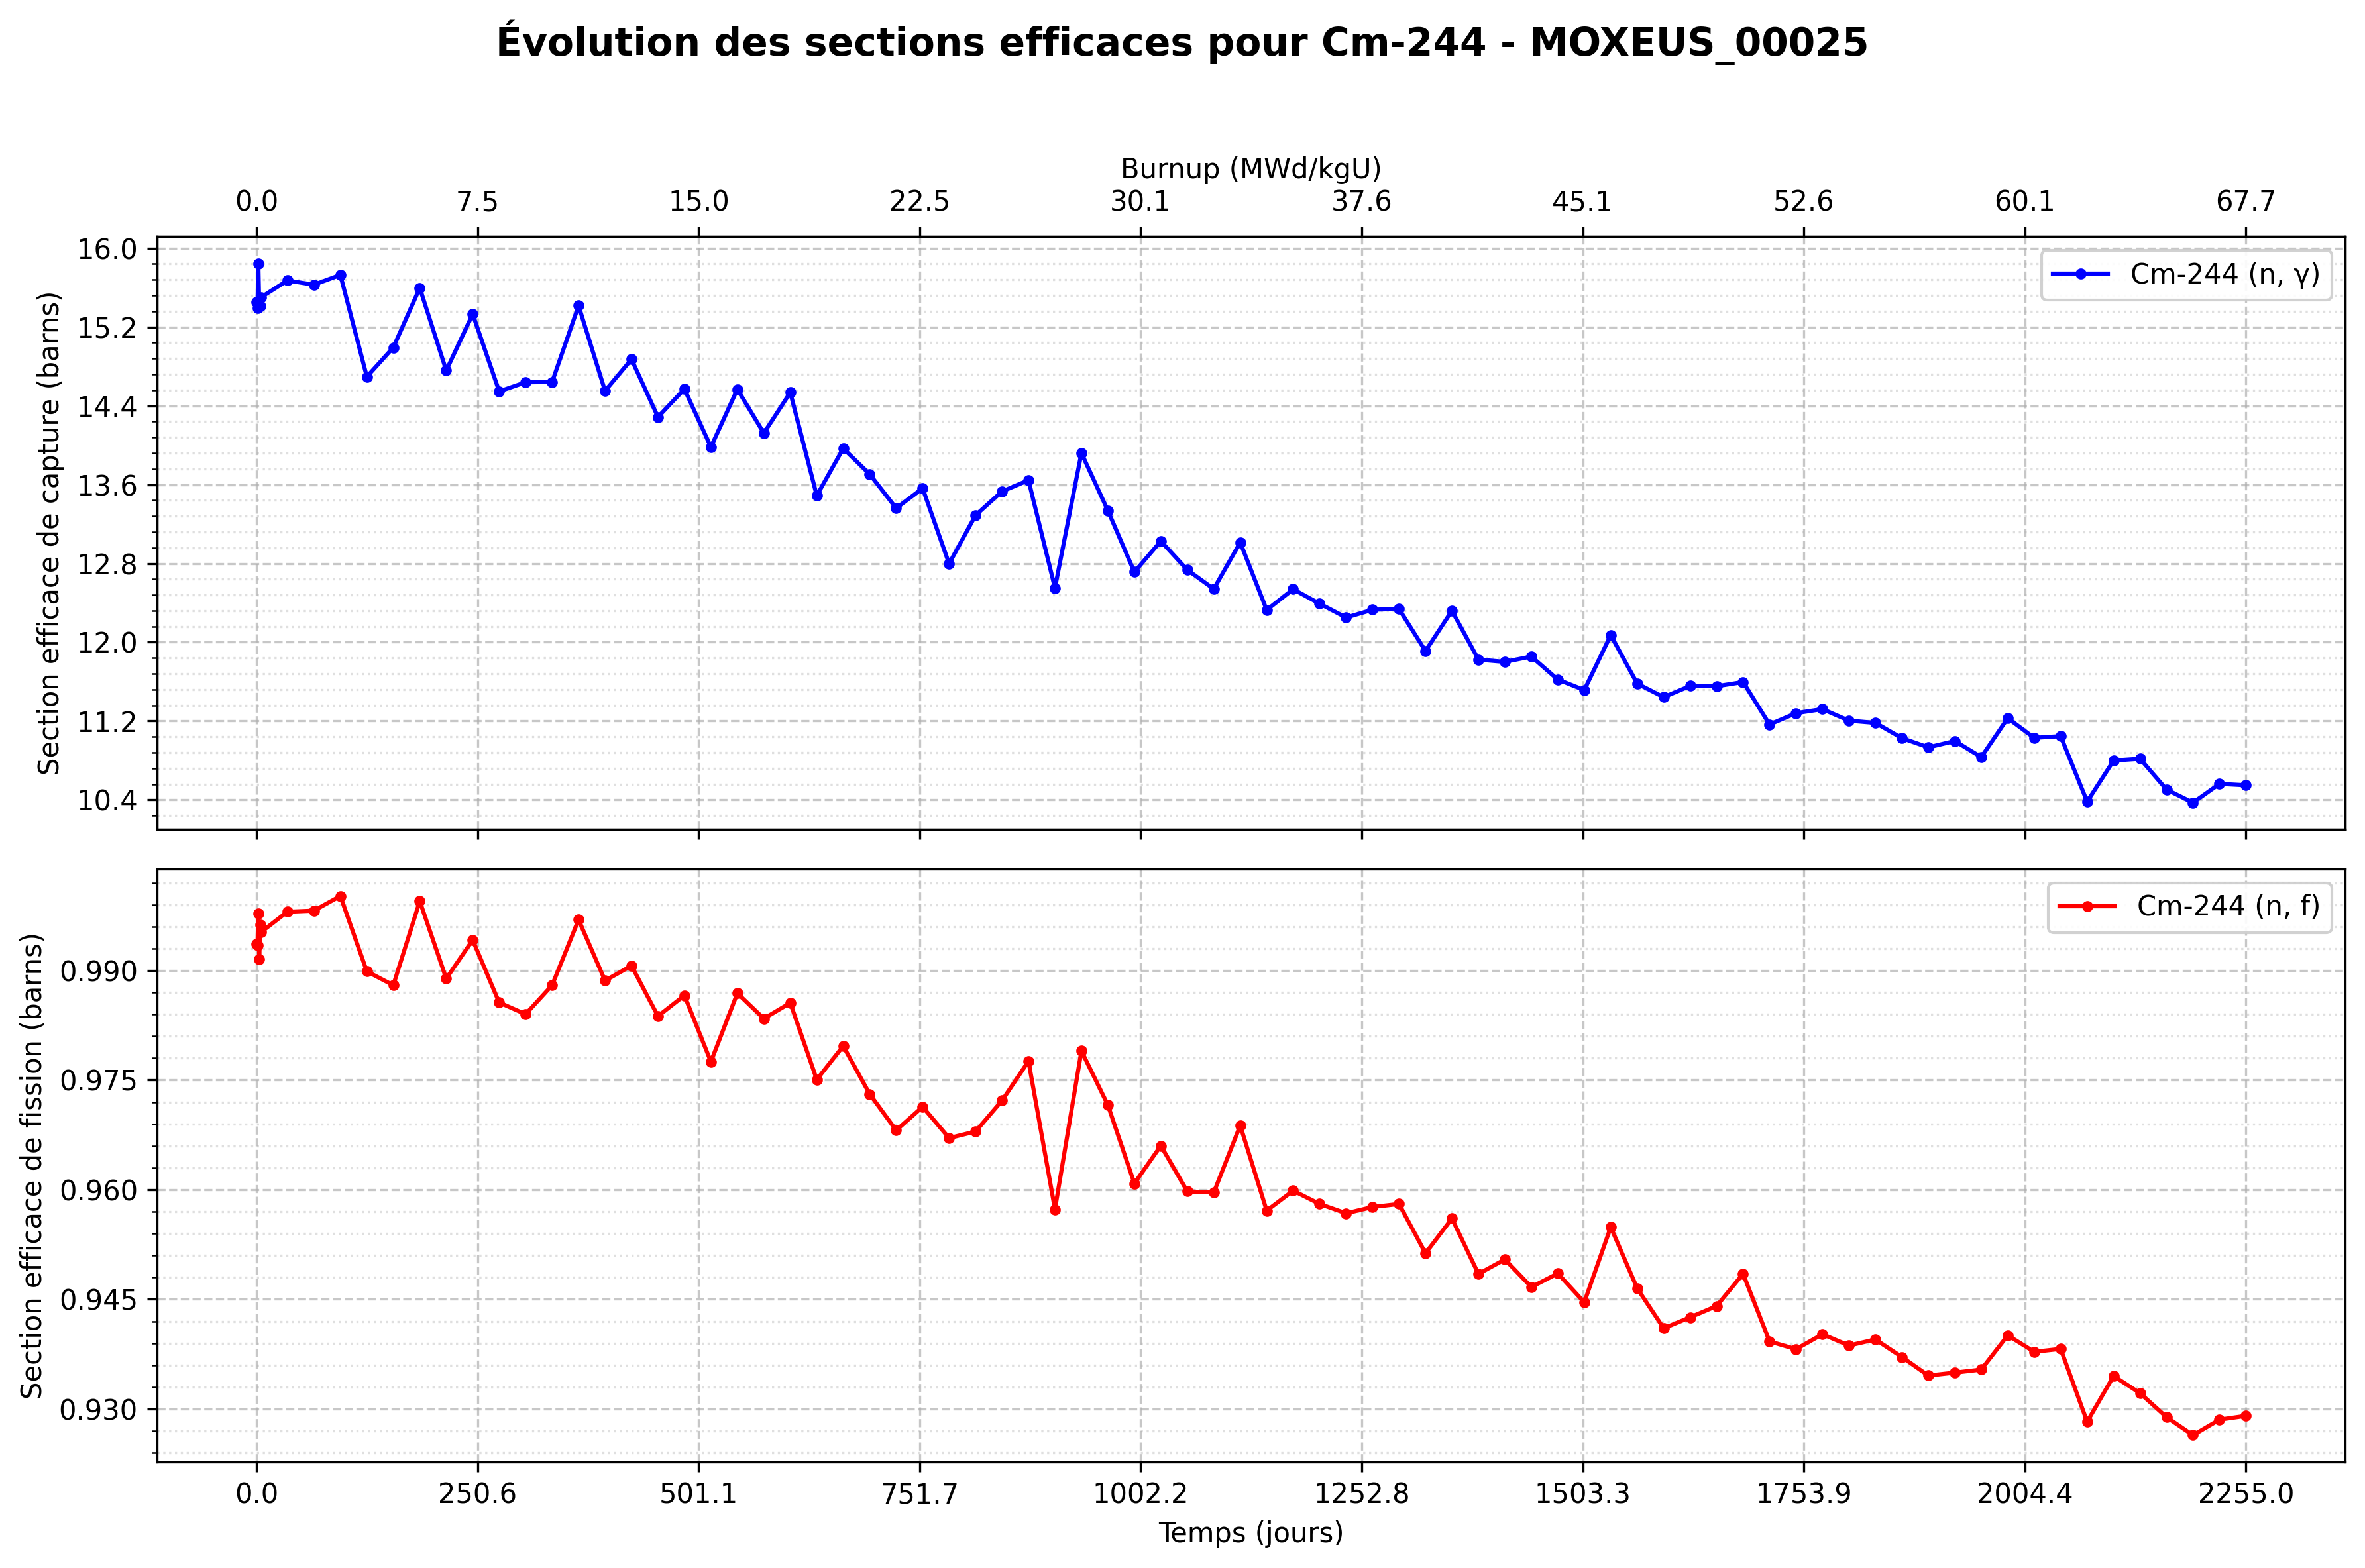 Évolution des sections efficaces pour Cm-244 - MOXEUS_00025
Burnup (MWd/kgU)
0.0 7.5 15.0 22.5 30.1 37.6 45.1 52.6 60.1 67.7
Section efficace de capture (barns)
16.0
15.2
14.4
13.6
12.8
12.0
11.2
10.4
Cm-244 (n, γ)
Section efficace de fission (barns)
0.990
0.975
0.960
0.945
0.930
Cm-244 (n, f)
0.0 250.6 501.1 751.7 1002.2 1252.8 1503.3 1753.9 2004.4 2255.0
Temps (jours)